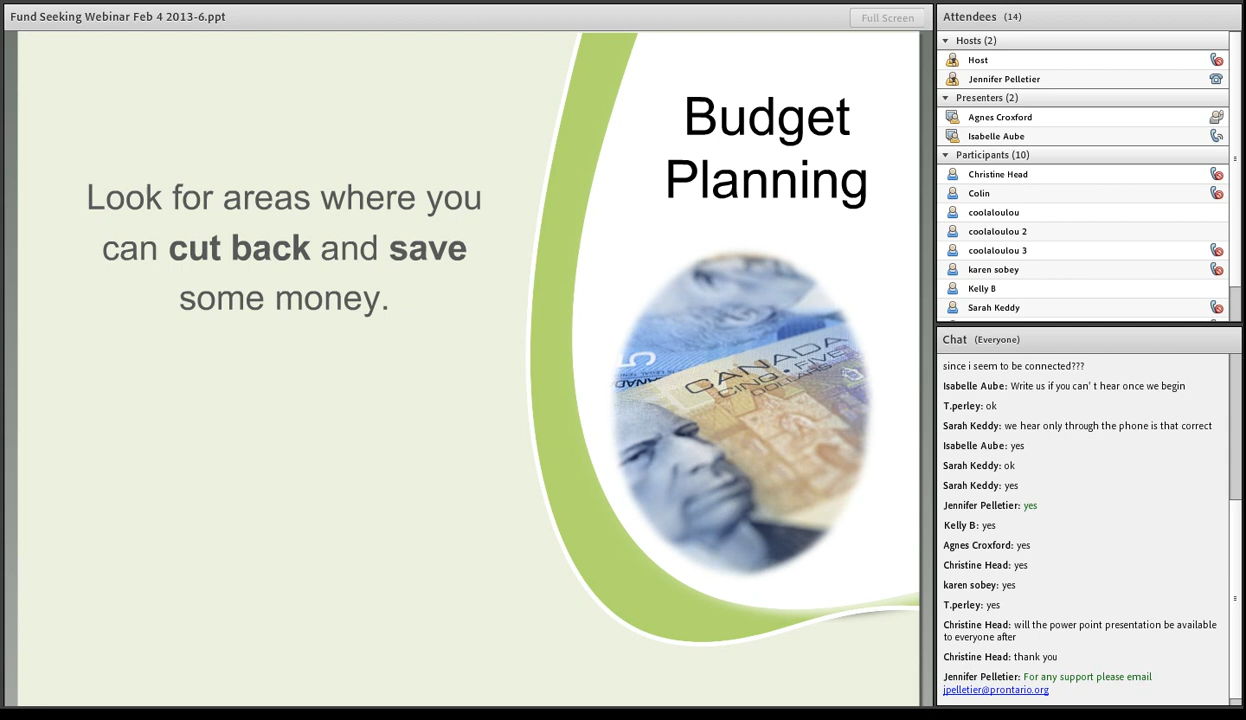 Fund Seeking Webinar Feb 4 2013-6.ppt
Full Screen
Look for areas where you
can cut back and save
some money.
Budget
Planning
5
CANADA
CANADA
CINQ • FIVE
DOLLARS
Attendees (14)
Hosts (2)
Host
Jennifer Pelletier
Presenters (2)
Agnes Croxford
Isabelle Aube
Participants (10)
Christine Head
Colin
coolaloulou
coolaloulou 2
coolaloulou 3
karen sobey
Kelly B
Sarah Keddy
Chat (Everyone)
since i seem to be connected???
Isabelle Aube: Write us if you can' t hear once we begin
T.perley: ok
Sarah Keddy: we hear only through the phone is that correct
Isabelle Aube: yes
Sarah Keddy: ok
Sarah Keddy: yes
Jennifer Pelletier: yes
Kelly B: yes
Agnes Croxford: yes
Christine Head: yes
karen sobey: yes
T.perley: yes
Christine Head: will the power point presentation be available
to everyone after
Christine Head: thank you
Jennifer Pelletier: For any support please email
jpelletier@prontario.org